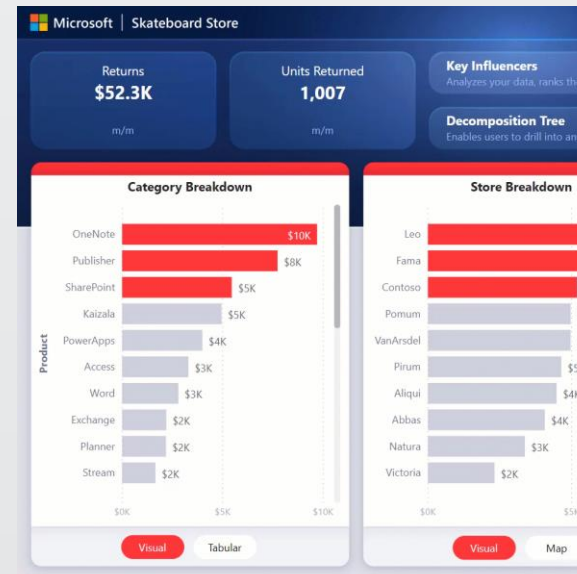 Microsoft | Skateboard Store
Returns
$52.3K
m/m
Units Returned
1,007
m/m
Key Influencers
Analyzes your data, ranks the
Decomposition Tree
Enables users to drill into an
Category Breakdown
Product
OneNote $10K
Publisher $8K
SharePoint $5K
Kaizala $5K
PowerApps $4K
Access $3K
Word $3K
Exchange $2K
Planner $2K
Stream $2K
$0K $5K $10K
Visual Tabular
Store Breakdown
Leo
Fama
Contoso
Pomum
VanArsdel
Pirum $5
Aliqui $4K
Abbas $4K
Natura $3K
Victoria $2K
$0K $5K
Visual Map